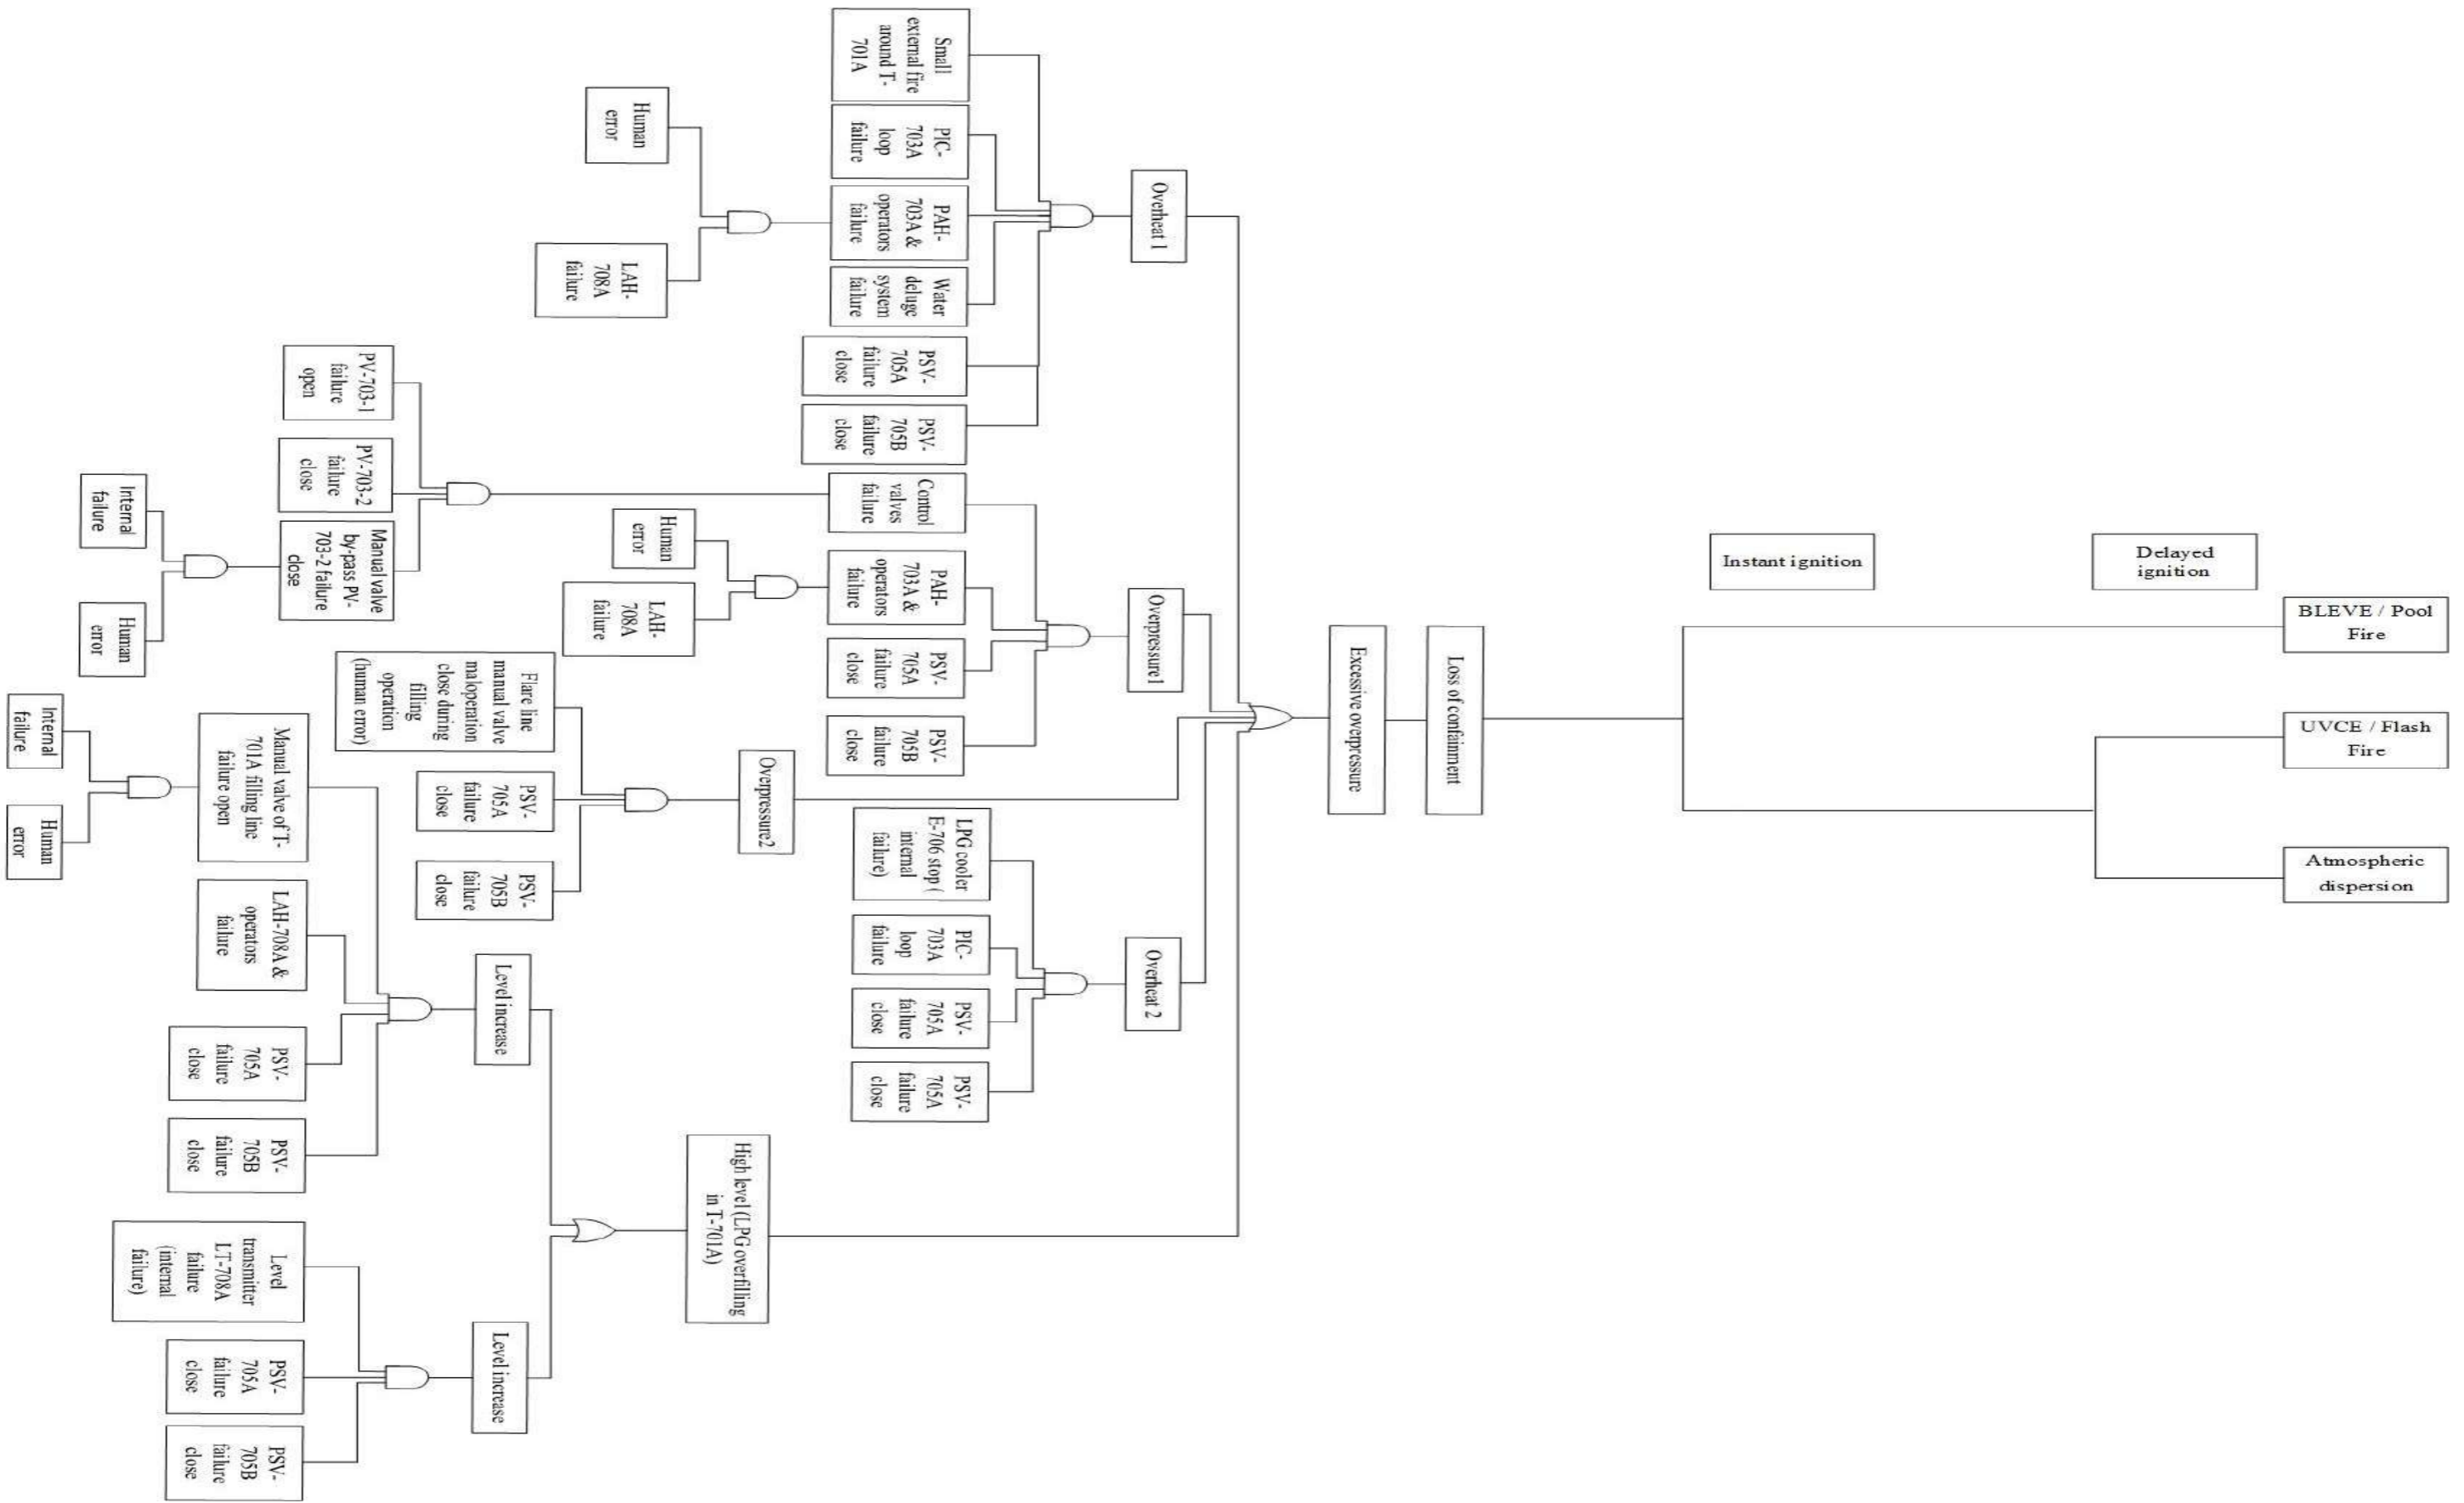 Small
external fire
around T-
701A
PIC-
703A
loop
failure
PAH-
703A &
operators
failure
Water
deluge
system
failure
PSV-
705A
failure
close
PSV-
705B
failure
close
Human
error
LAH-
708A
failure
Overheat 1
PV-703-1
failure
open
PV-703-2
failure
close
Manual valve
by-pass PV-
703-2 failure
close
Internal
failure
Human
error
Control
valves
failure
PAH-
703A &
operators
failure
PSV-
705A
failure
close
PSV-
705B
failure
close
Human
error
LAH-
708A
failure
Overpressure1
Flare line
manual valve
maloperation
close during
filling
operation
(human error)
PSV-
705A
failure
close
PSV-
705B
failure
close
Overpressure2
LPG cooler
E-706 stop (
internal
failure)
PIC-
703A
loop
failure
PSV-
705A
failure
close
PSV-
705A
failure
close
Overheat 2
Internal
failure
Human
error
Manual valve of T-
701A filling line
failure open
LAH-708A &
operators
failure
PSV-
705A
failure
close
PSV-
705B
failure
close
Level increase
Level
transmitter
LT-708A
failure
(internal
failure)
PSV-
705A
failure
close
PSV-
705B
failure
close
Level increase
High level (LPG overfilling
in T-701A)
Excessive overpressure
Loss of confainment
Instant ignition
Delayed
ignition
BLEVE / Pool
Fire
UVCE / Flash
Fire
Atmospheric
dispersion